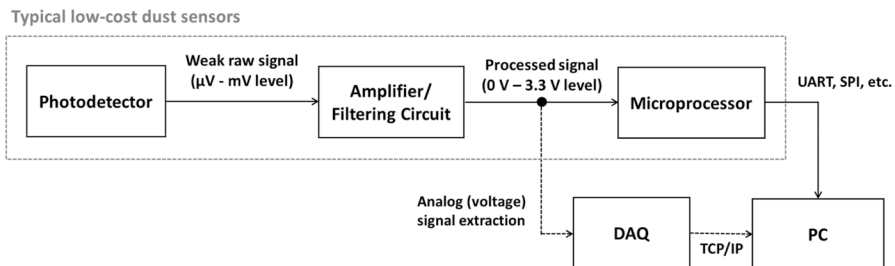 Typical low-cost dust sensors
Weak raw signal
(μV - mV level)
Processed signal
(0 V – 3.3 V level)
UART, SPI, etc.
Photodetector
Amplifier/
Filtering Circuit
Microprocessor
Analog (voltage)
signal extraction
DAQ
TCP/IP
PC